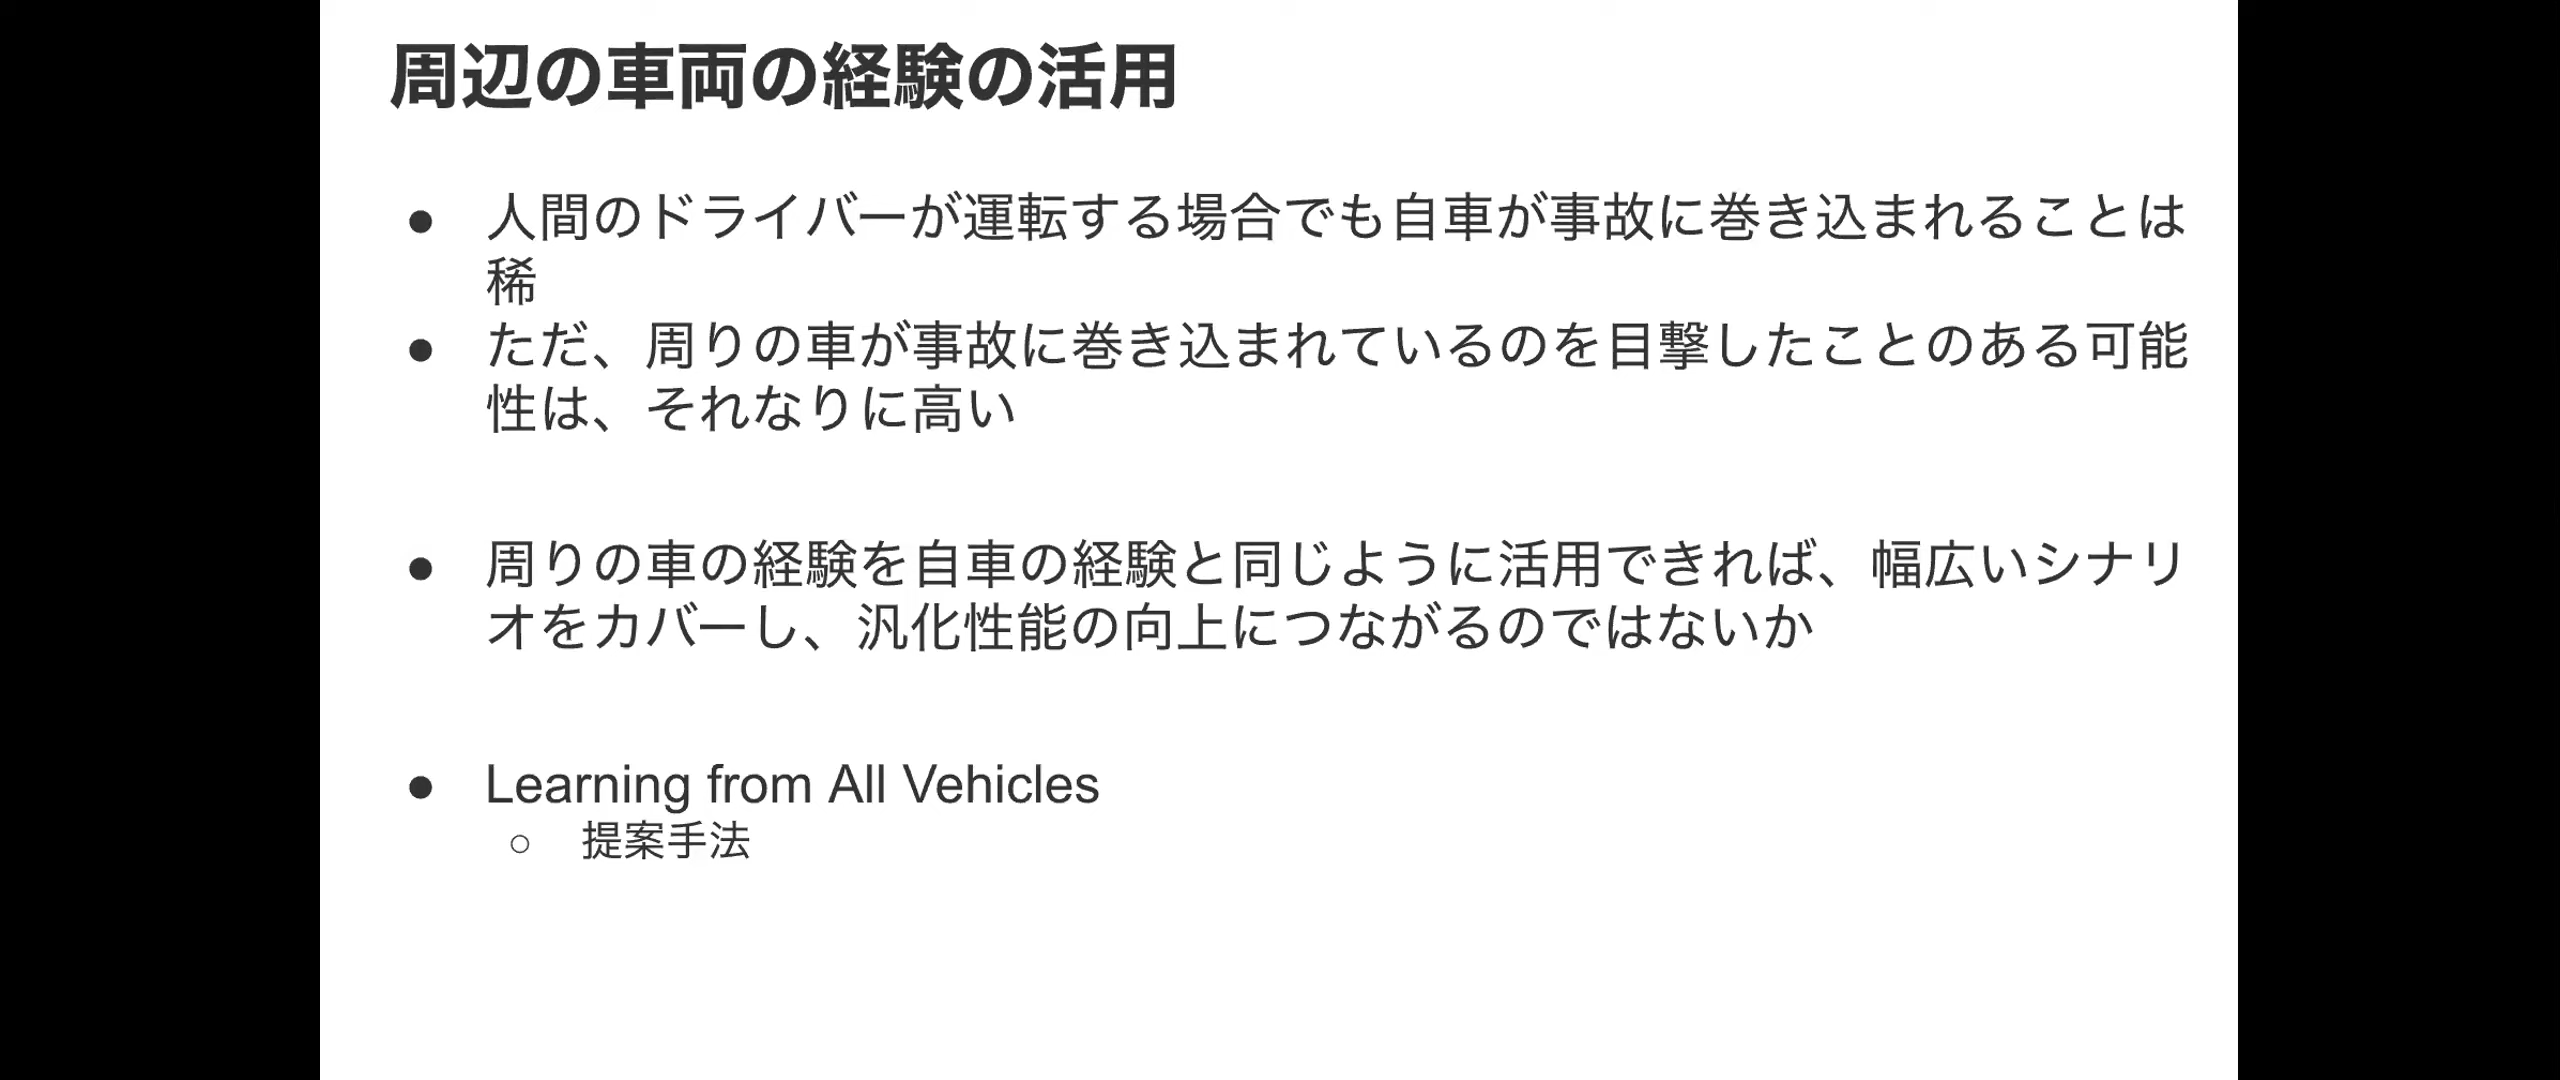 周辺の車両の経験の活用
● 人間のドライバーが運転する場合でも自車が事故に巻き込まれることは
稀
● ただ、周りの車が事故に巻き込まれているのを目撃したことのある可能
性は、それなりに高い
● 周りの車の経験を自車の経験と同じように活用できれば、幅広いシナリ
オをカバーし、汎化性能の向上につながるのではないか
● Learning from All Vehicles
○ 提案手法